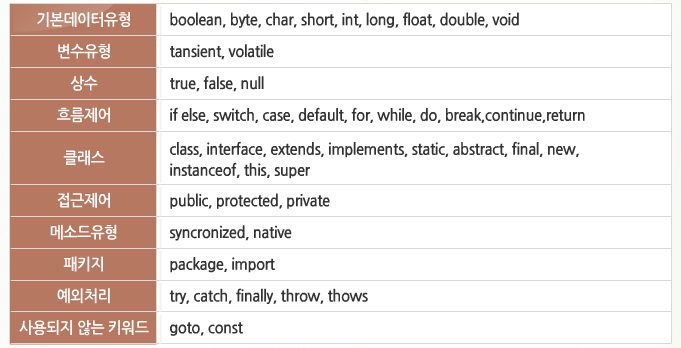 기본데이터유형 boolean, byte, char, short, int, long, float, double, void
변수유형 tansient, volatile
상수 true, false, null
흐름제어 if else, switch, case, default, for, while, do, break,continue,return
클래스 class, interface, extends, implements, static, abstract, final, new,
instanceof, this, super
접근제어 public, protected, private
메소드유형 syncronized, native
패키지 package, import
예외처리 try, catch, finally, throw, thows
사용되지 않는 키워드 goto, const